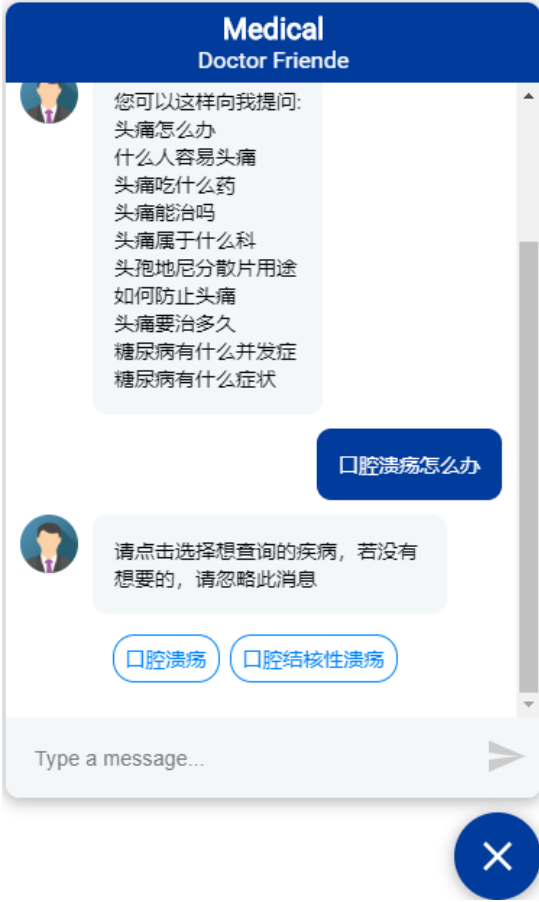 Medical
Doctor Friende
您可以这样向我提问:
头痛怎么办
什么人容易头痛
头痛吃什么药
头痛能治吗
头痛属于什么科
头孢地尼分散片用途
如何防止头痛
头痛要治多久
糖尿病有什么并发症
糖尿病有什么症状
口腔溃疡怎么办
请点击选择想查询的疾病，若没有
想要的，请忽略此消息
口腔溃疡
口腔结核性溃疡
Type a message...